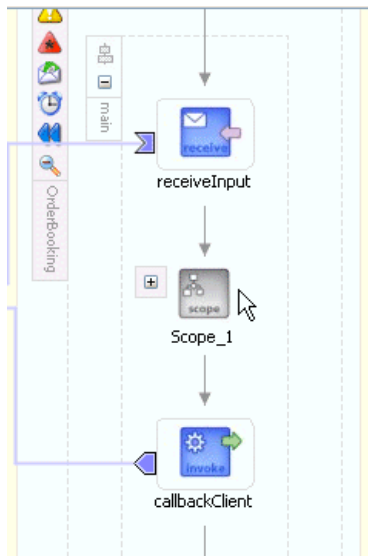 main
receive
receiveInput
OrderBooking
scope
Scope_1
invoke
callbackClient